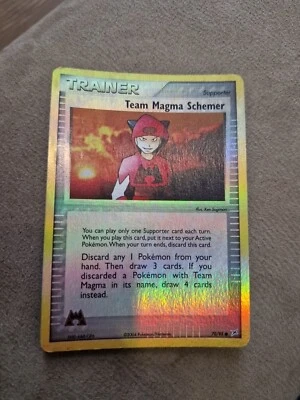 TRAINER
Supporter
Team Magma Schemer
You can play only one Supporter card each turn.
When you play this card, put it next to your Active
Pokémon. When your turn ends, discard this card.
Discard any 1 Pokémon from your
hand. Then draw 3 cards. If you
discarded a Pokémon with Team
Magma in its name, draw 4 cards
instead.
70/95